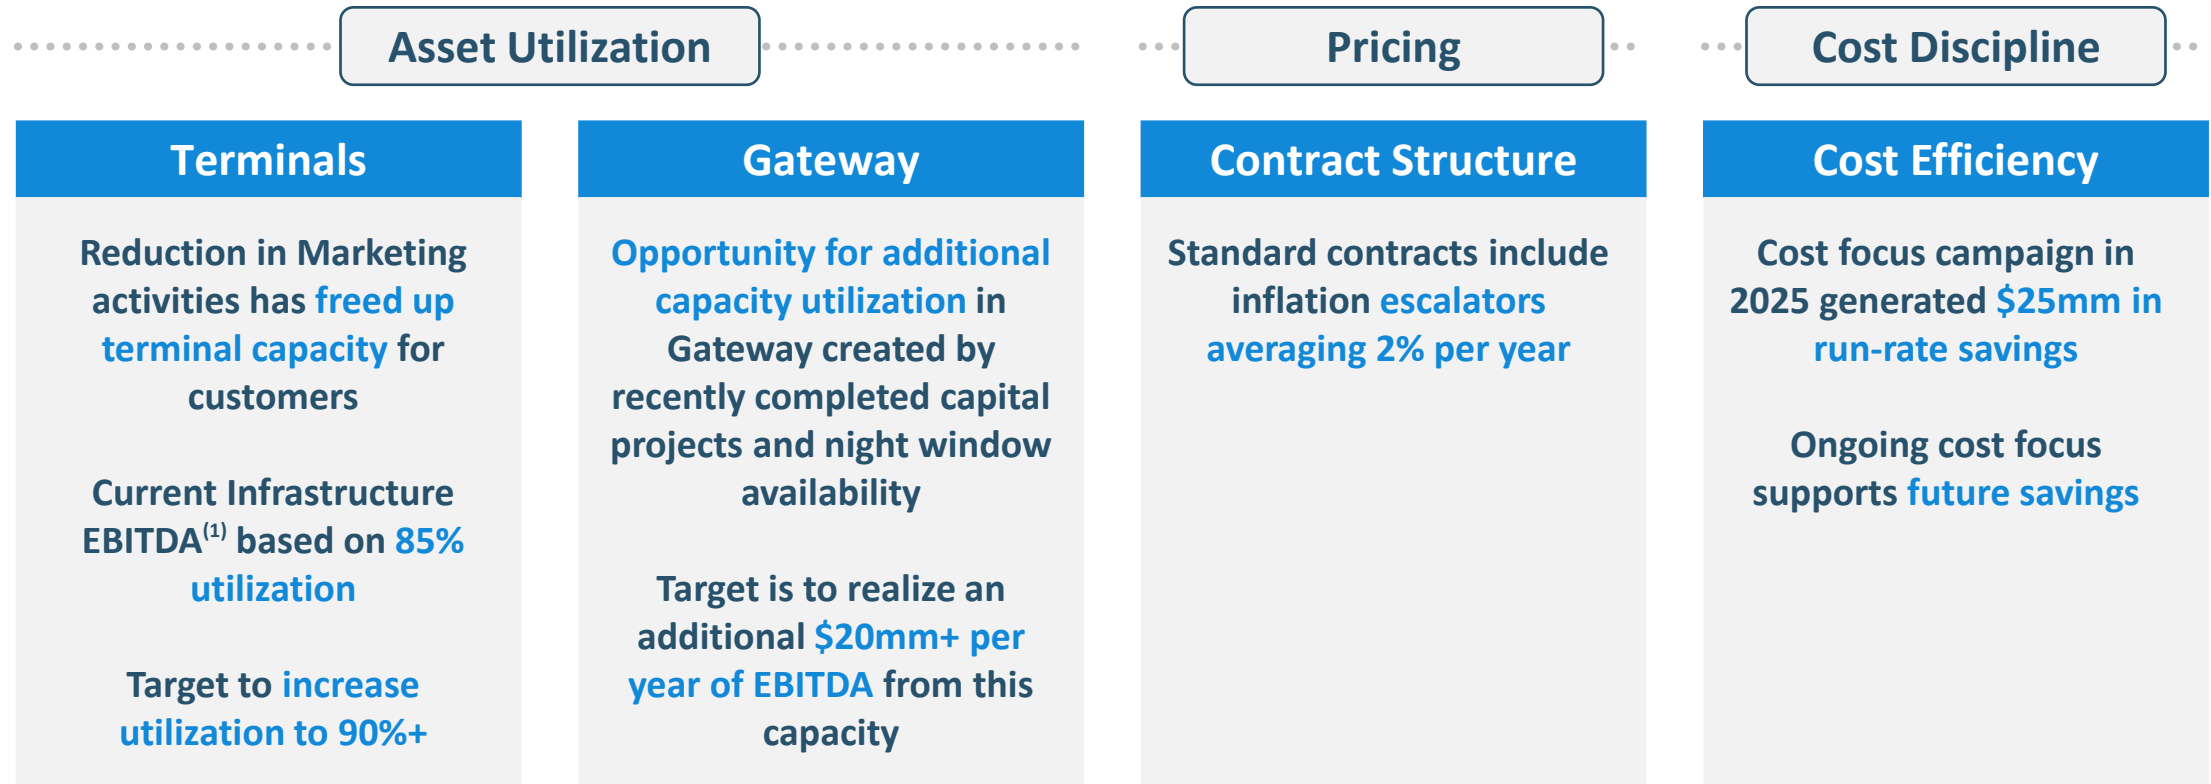 Asset Utilization
Pricing
Cost Discipline
Terminals
Reduction in Marketing
activities has freed up
terminal capacity for
customers
Current Infrastructure
EBITDA(1) based on 85%
utilization
Target to increase
utilization to 90%+
Gateway
Opportunity for additional
capacity utilization in
Gateway created by
recently completed capital
projects and night window
availability
Target is to realize an
additional $20mm+ per
year of EBITDA from this
capacity
Contract Structure
Standard contracts include
inflation escalators
averaging 2% per year
Cost Efficiency
Cost focus campaign in
2025 generated $25mm in
run-rate savings
Ongoing cost focus
supports future savings